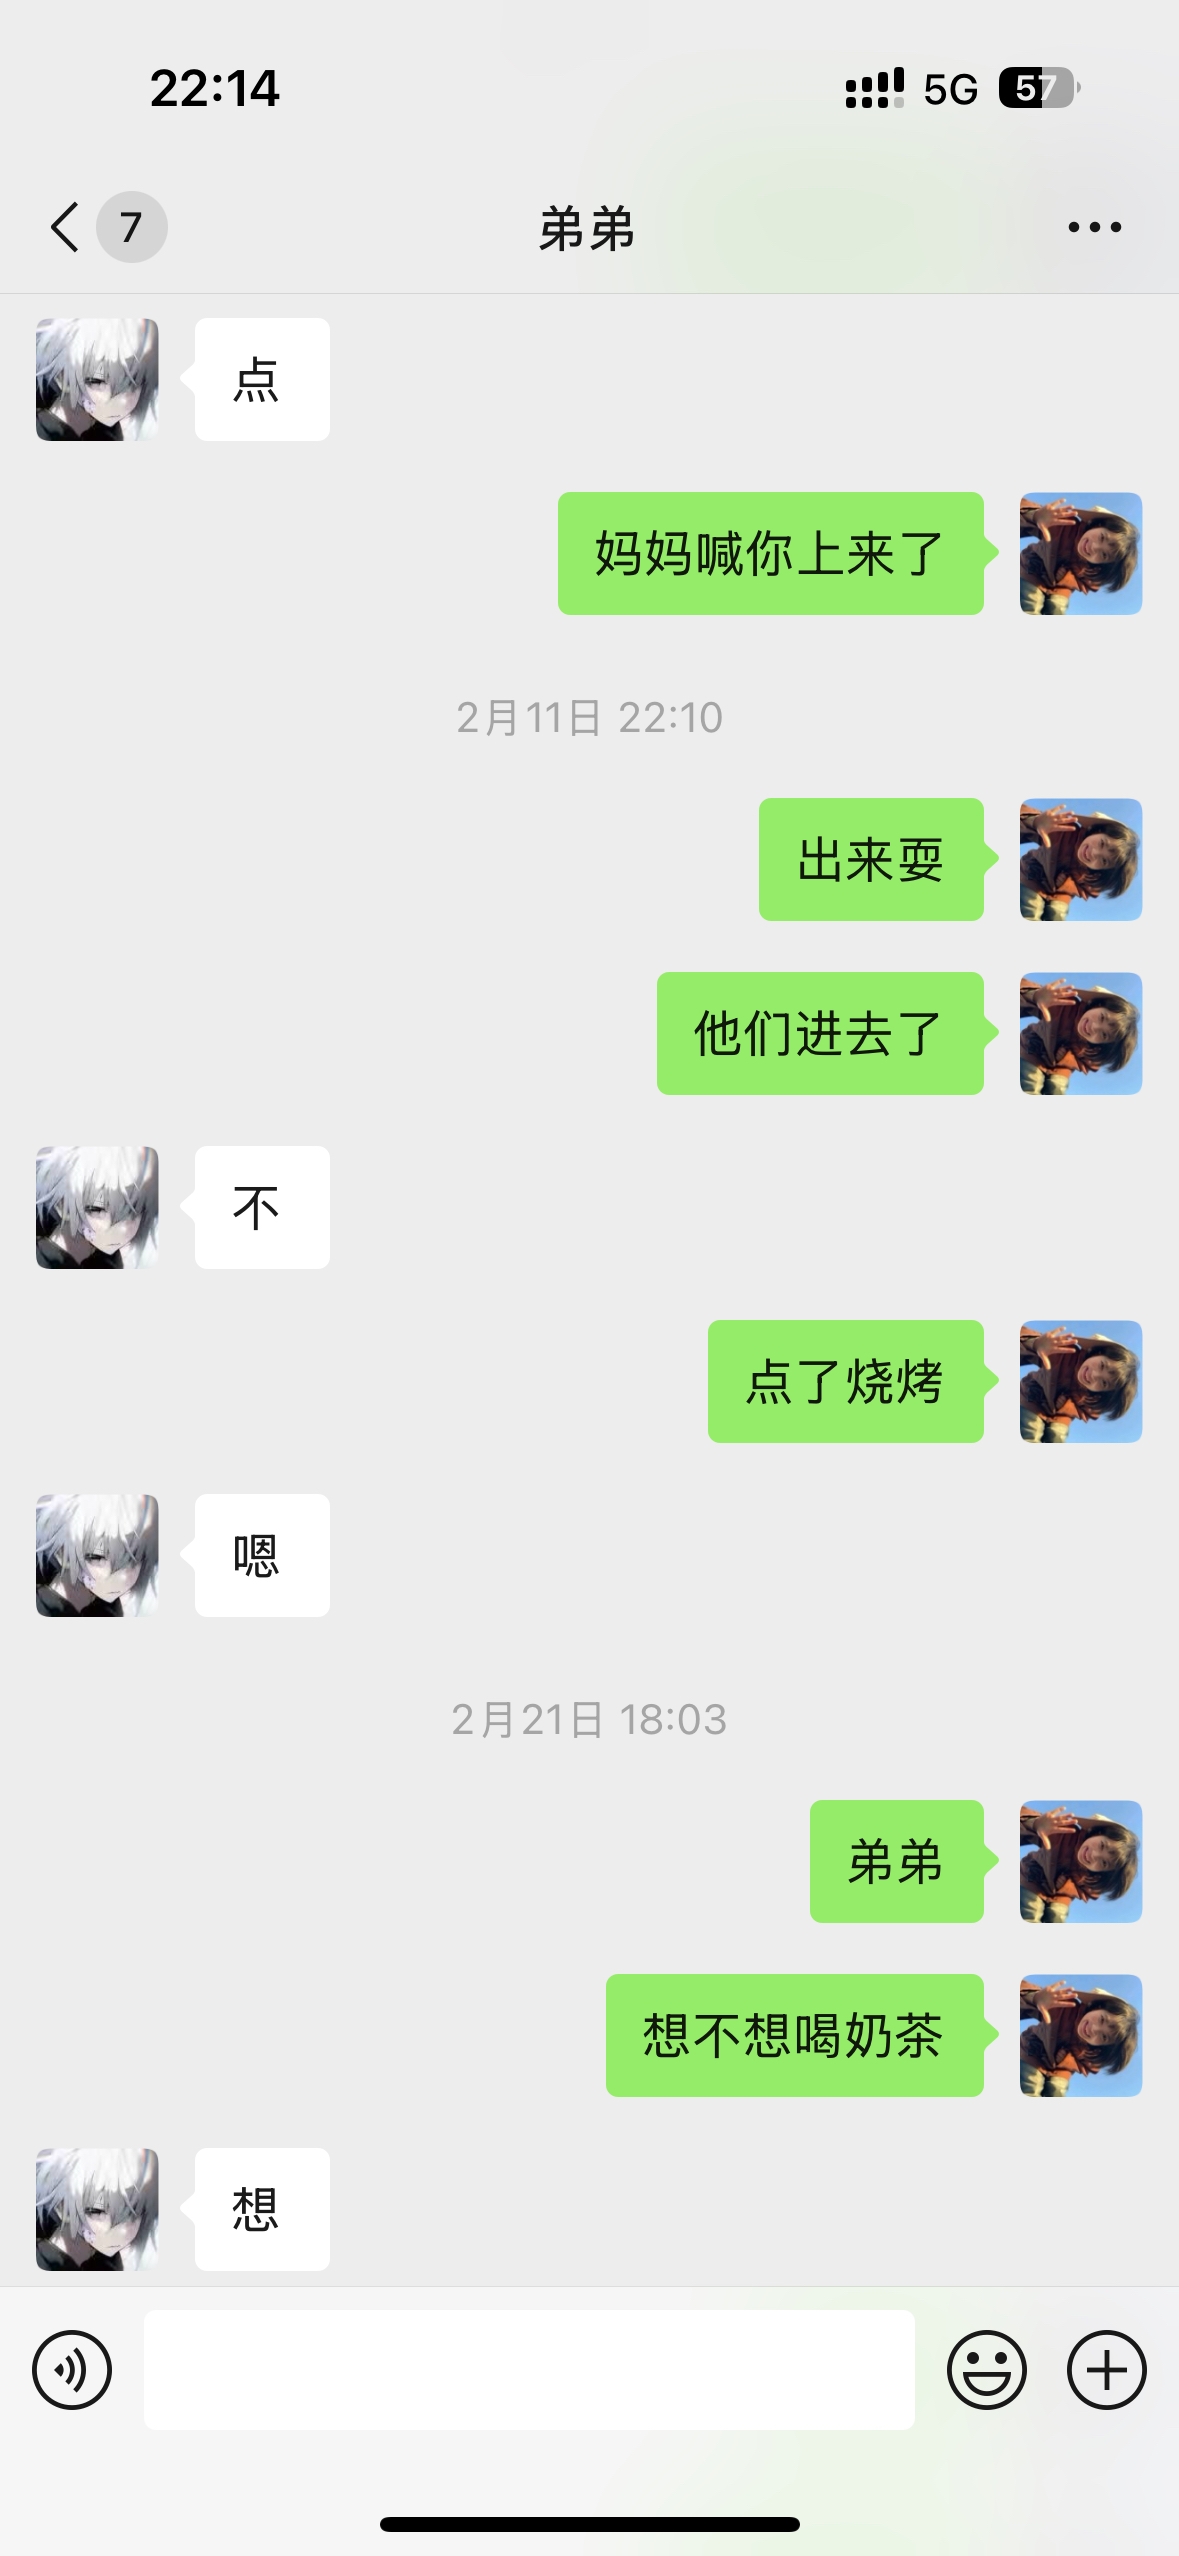 22:14
5G
57
7
弟弟
点
妈妈喊你上来了
2月11日 22:10
出来耍
他们进去了
不
点了烧烤
嗯
2月21日 18:03
弟弟
想不想喝奶茶
想